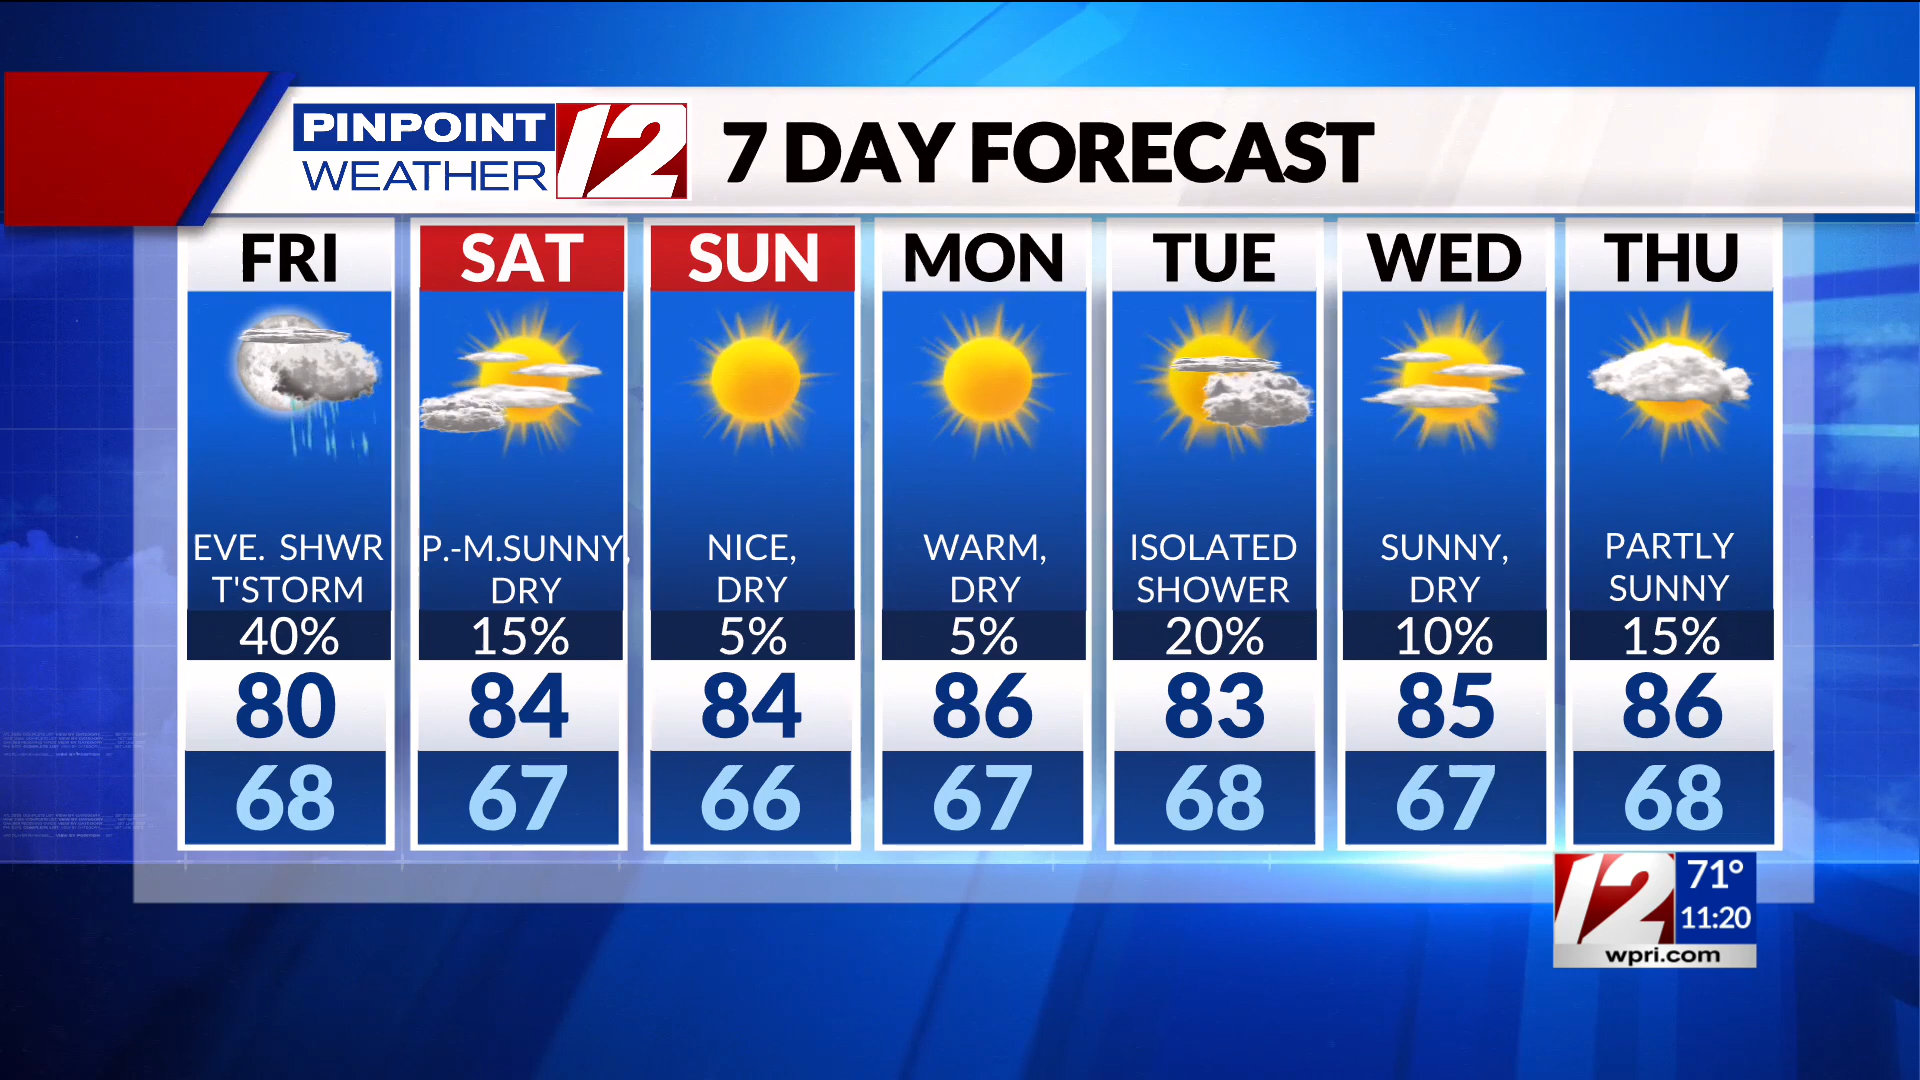 PINPOINT
WEATHER 12
7 DAY FORECAST
FRI SAT SUN MON TUE WED THU
EVE. SHWR
T'STORM
P.-M.SUNNY,
DRY
NICE,
DRY
WARM,
DRY
ISOLATED
SHOWER
SUNNY,
DRY
PARTLY
SUNNY
40% 15% 5% 5% 20% 10% 15%
80 84 84 86 83 85 86
68 67 66 67 68 67 68
12
71°
11:20
wpri.com